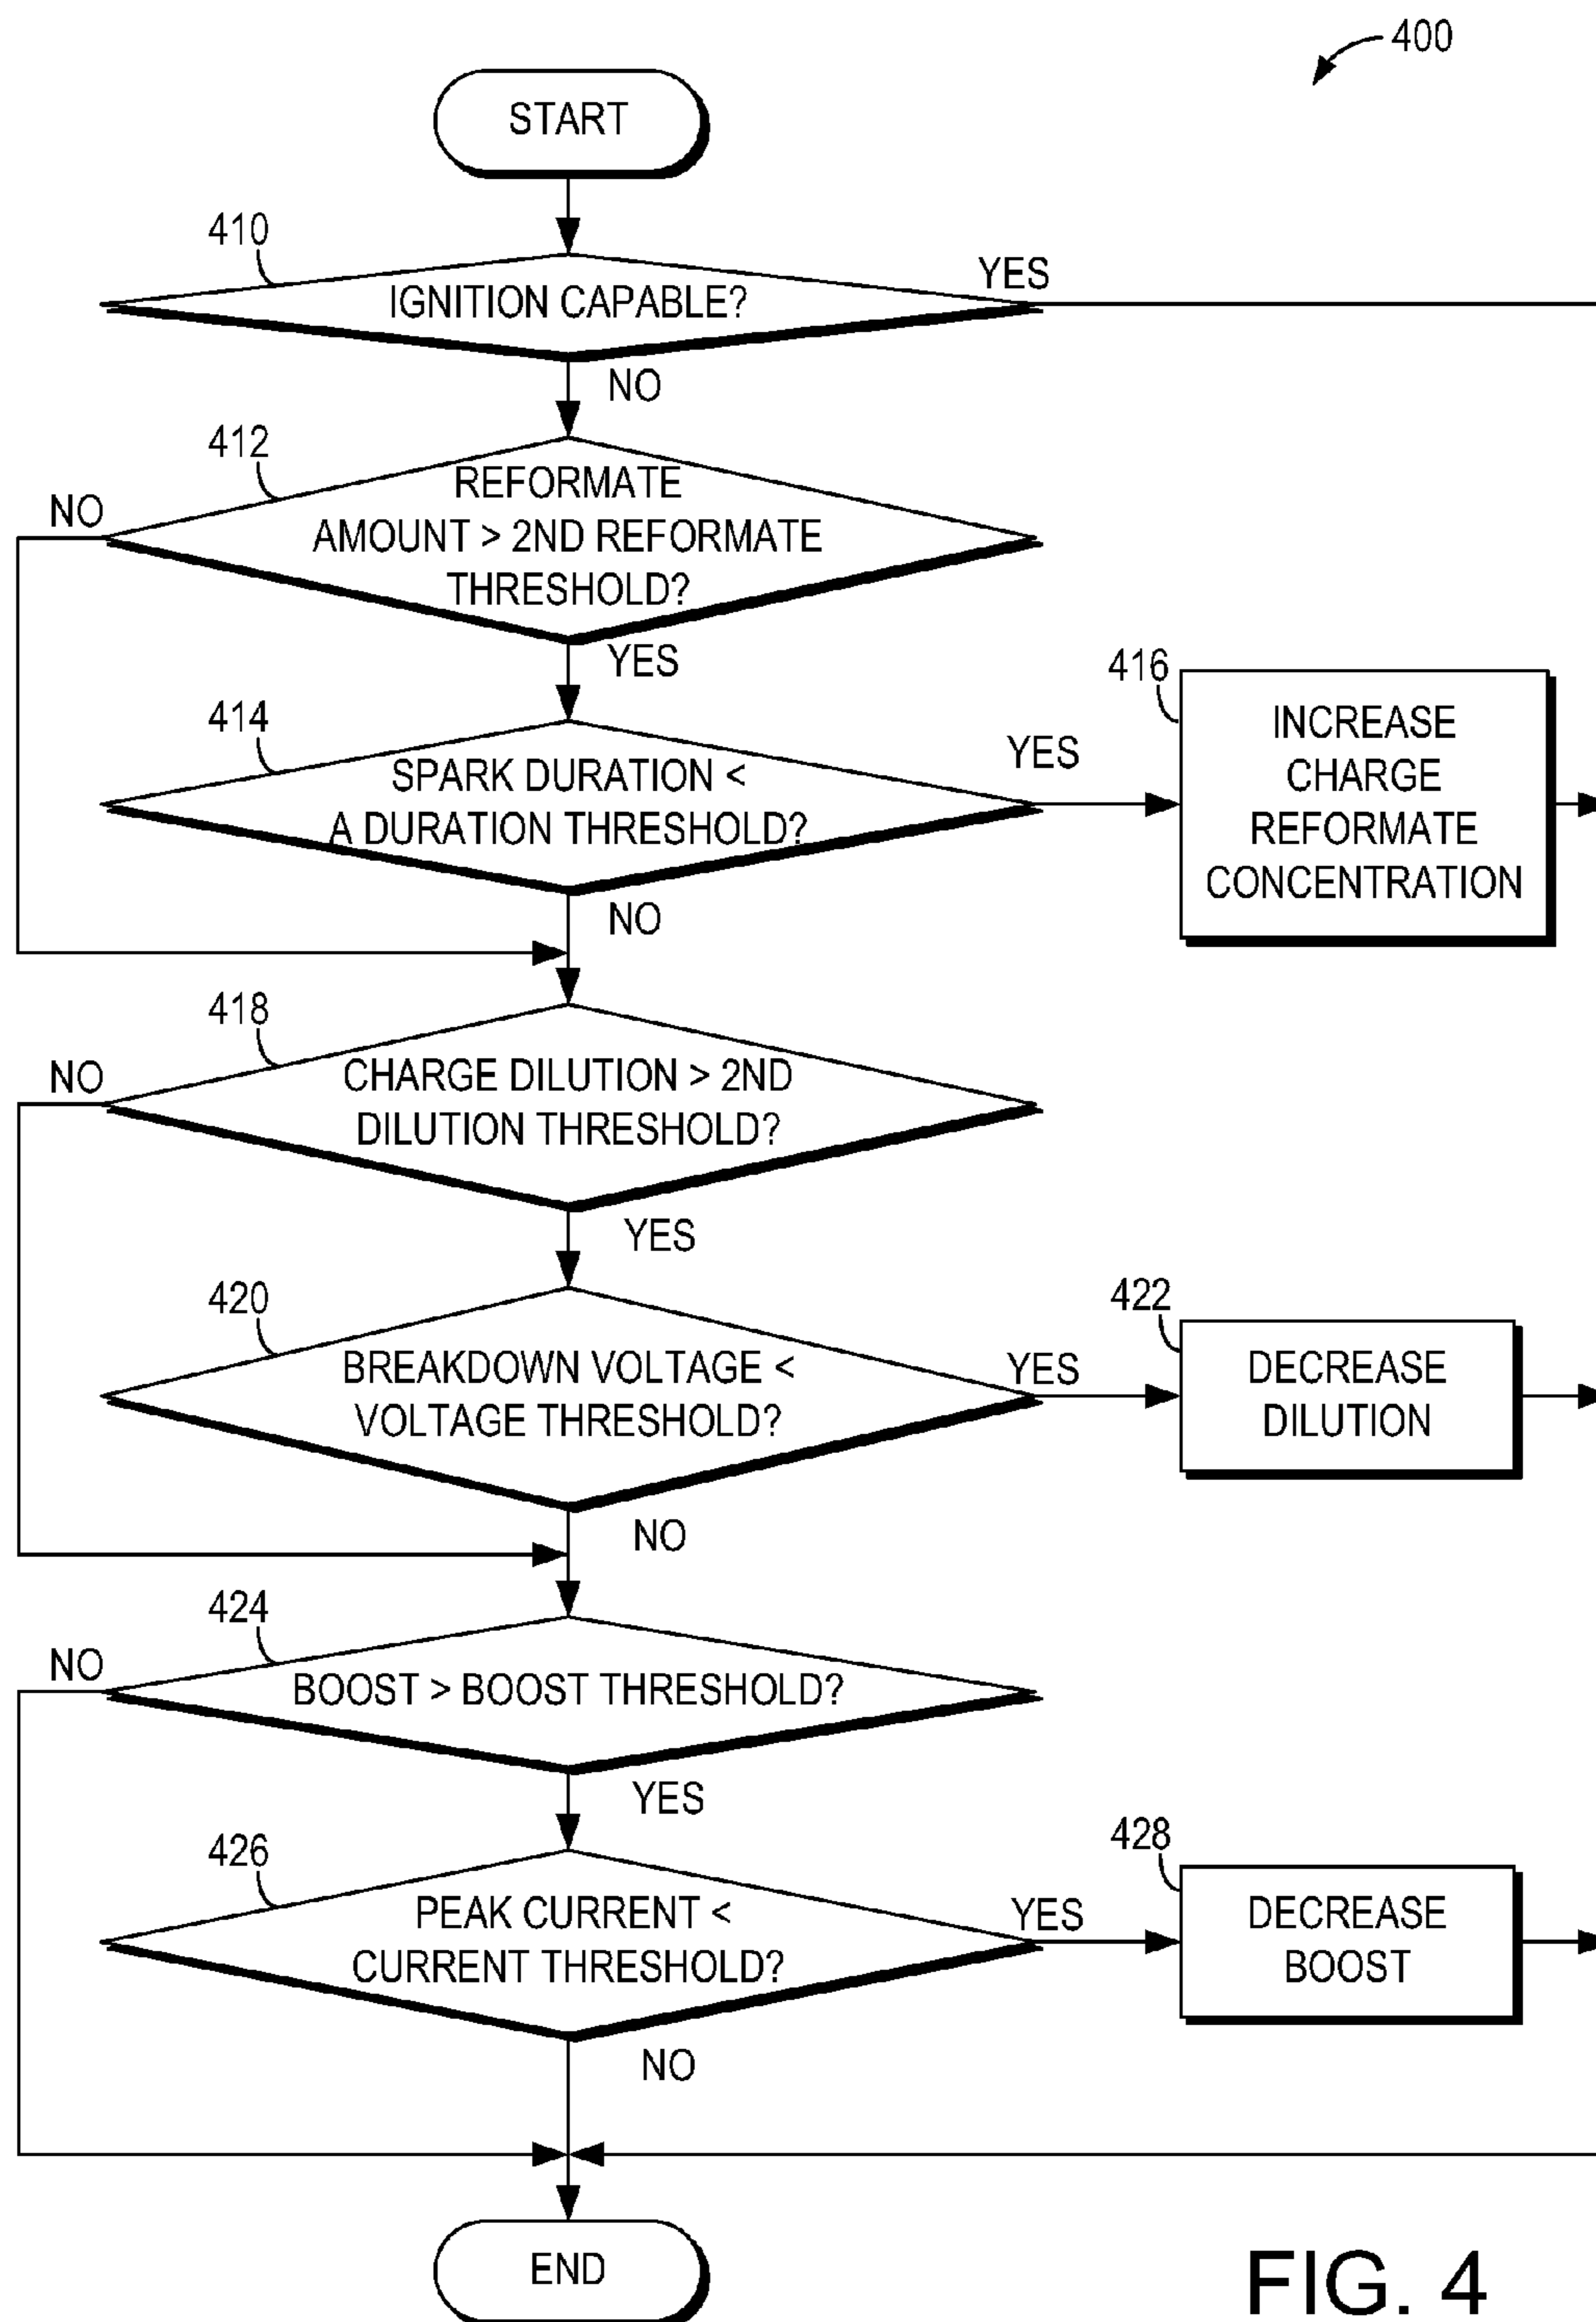 400
START
410
IGNITION CAPABLE?
YES
NO
412
NO
REFORMATE
AMOUNT > 2ND REFORMATE
THRESHOLD?
YES
414
SPARK DURATION <
A DURATION THRESHOLD?
YES
416
INCREASE
CHARGE
REFORMATE
CONCENTRATION
NO
418
NO
CHARGE DILUTION > 2ND
DILUTION THRESHOLD?
YES
420
BREAKDOWN VOLTAGE <
VOLTAGE THRESHOLD?
YES
422
DECREASE
DILUTION
NO
424
NO
BOOST > BOOST THRESHOLD?
YES
426
PEAK CURRENT <
CURRENT THRESHOLD?
YES
428
DECREASE
BOOST
NO
END
FIG. 4